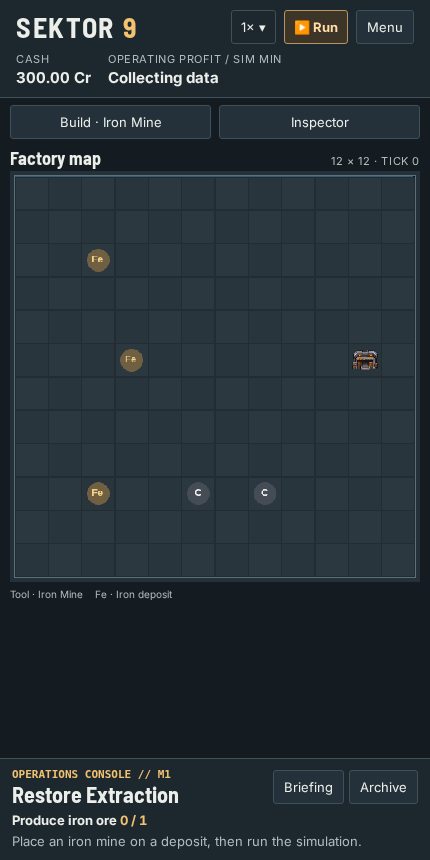 SEKTOR 9
1× ▾
▶ Run
Menu
CASH
300.00 Cr
OPERATING PROFIT / SIM MIN
Collecting data
Build · Iron Mine
Inspector
Factory map
12 × 12 · TICK 0
Fe
Fe
Fe
C
C
Tool · Iron Mine
Fe · Iron deposit
OPERATIONS CONSOLE // M1
Restore Extraction
Briefing
Archive
Produce iron ore 0 / 1
Place an iron mine on a deposit, then run the simulation.